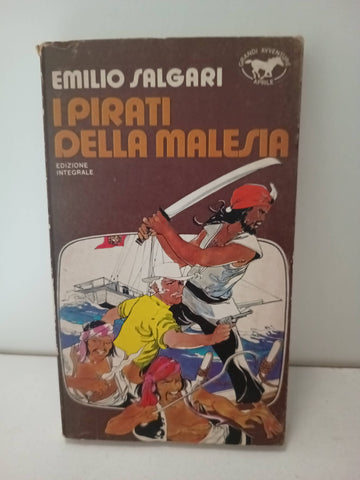 EMILIO SALGARI
GRANDI AVVENTURE
APRILE
I PIRATI
DELLA MALESIA
EDIZIONE
INTEGRALE